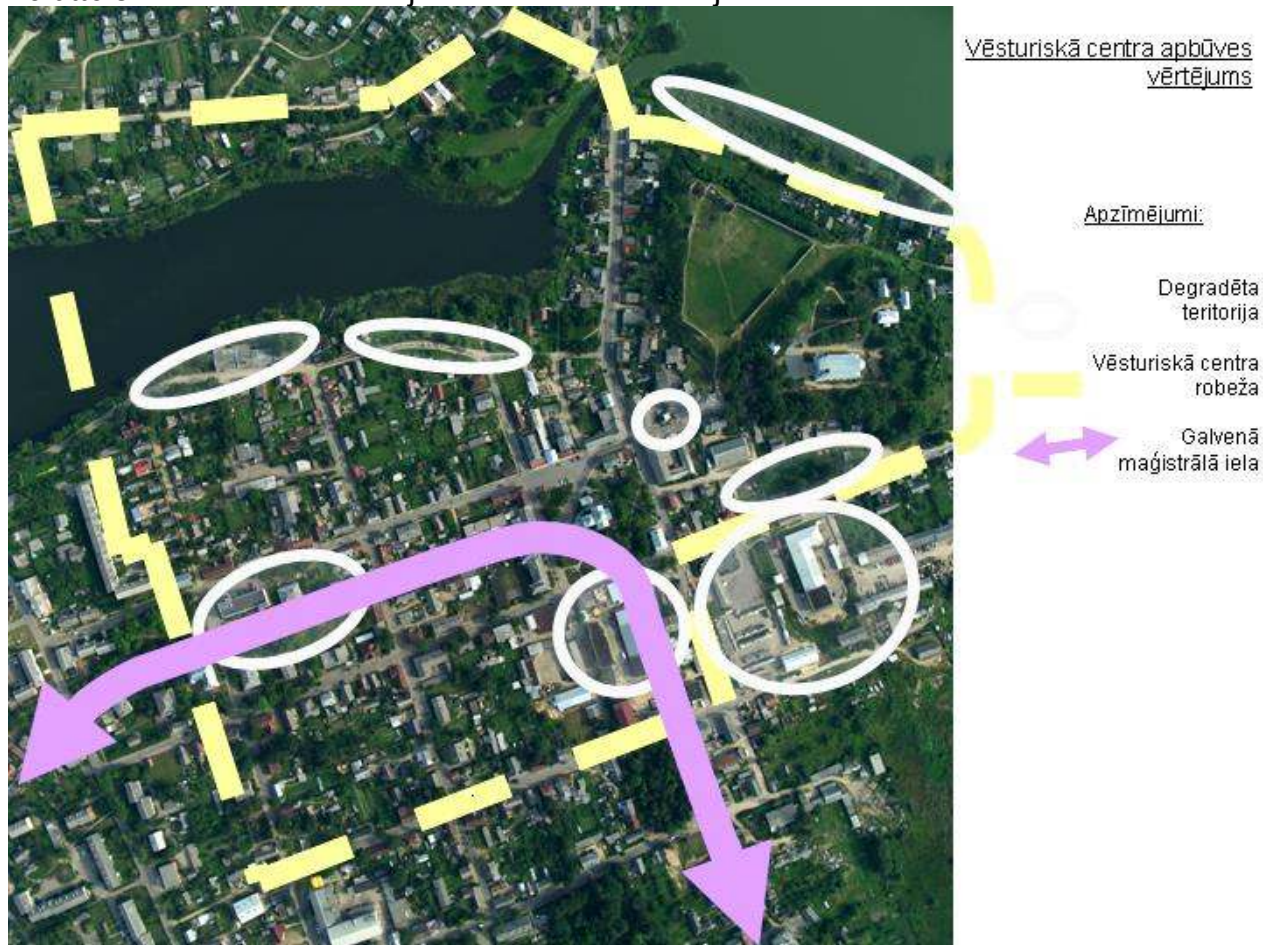 Vēsturiskā centra apbūves
vērtējums
Apzīmējumi:
Degradēta
teritorija
Vēsturiskā centra
robeža
Galvenā
maģistrālā iela